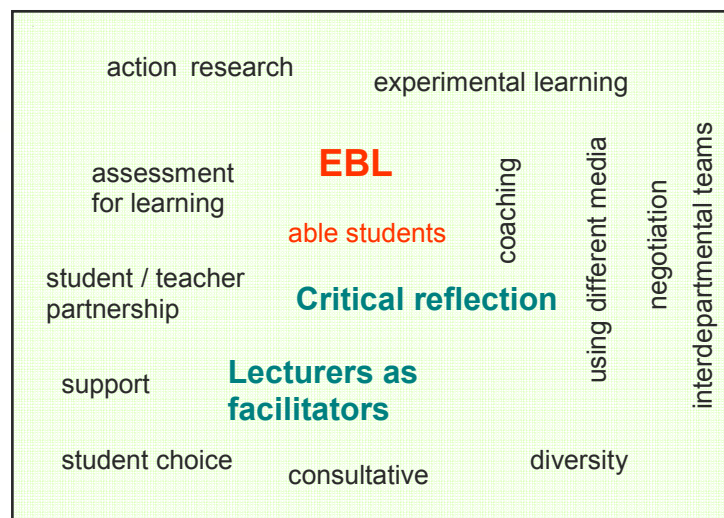 action research
experimental learning
EBL
assessment
for learning
able students
coaching
using different media
negotiation
interdepartmental teams
student / teacher
partnership
Critical reflection
support
Lecturers as
facilitators
student choice
consultative
diversity